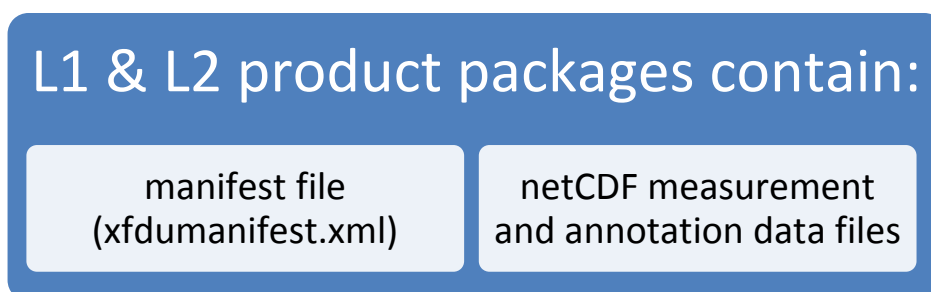 L1 & L2 product packages contain:
manifest file
(xfdumanifest.xml)
netCDF measurement
and annotation data files